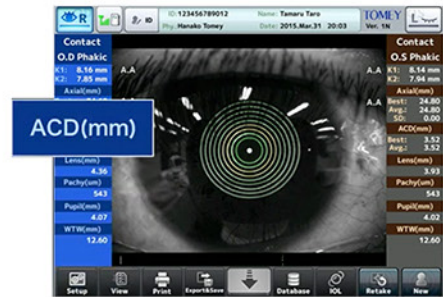 R
ID
ID:123456789012
Name: Tamaru Taro
Phy.:Hanako Tomey
Date: 2015.Mar.31 20:03
TOMEY
Ver. 1N
L
Contact
O.D Phakic
K1: 8.16 mm
K2: 7.85 mm
Axial(mm)
ACD(mm)
Lens(mm)
4.36
Pachy(um)
543
Pupil(mm)
4.07
WTW(mm)
12.60
A.A
A.A
A.A
A.A
Contact
O.S Phakic
K1: 8.14 mm
K2: 7.94 mm
Axial(mm)
Best: 24.80
Avg.: 24.80
SD: 0.00
ACD(mm)
Best: 3.52
Avg.: 3.52
Lens(mm)
3.93
Pachy(um)
543
Pupil(mm)
4.02
WTW(mm)
12.60
Setup
View
Print
Export&Save
Database
IOL
Retake
New